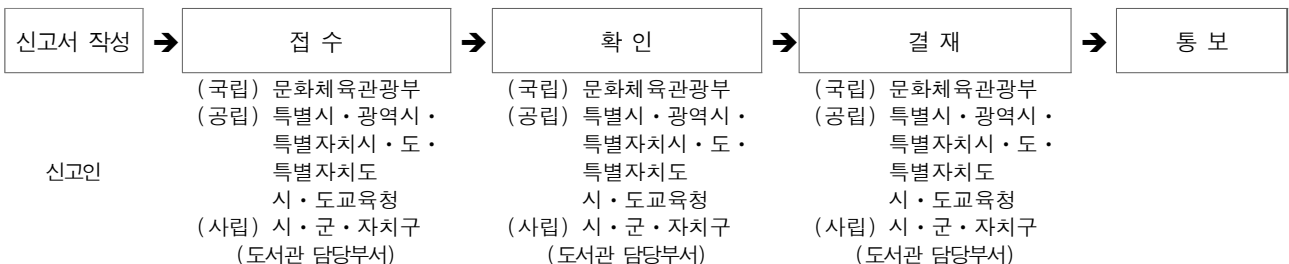 신고서 작성 ➔ 접 수 ➔ 확 인 ➔ 결 재 ➔ 통 보
신고인
(국립) 문화체육관광부
(공립) 특별시・광역시・
특별자치시・도・
특별자치도
시・도교육청
(사립) 시・군・자치구
(도서관 담당부서)
(국립) 문화체육관광부
(공립) 특별시・광역시・
특별자치시・도・
특별자치도
시・도교육청
(사립) 시・군・자치구
(도서관 담당부서)
(국립) 문화체육관광부
(공립) 특별시・광역시・
특별자치시・도・
특별자치도
시・도교육청
(사립) 시・군・자치구
(도서관 담당부서)